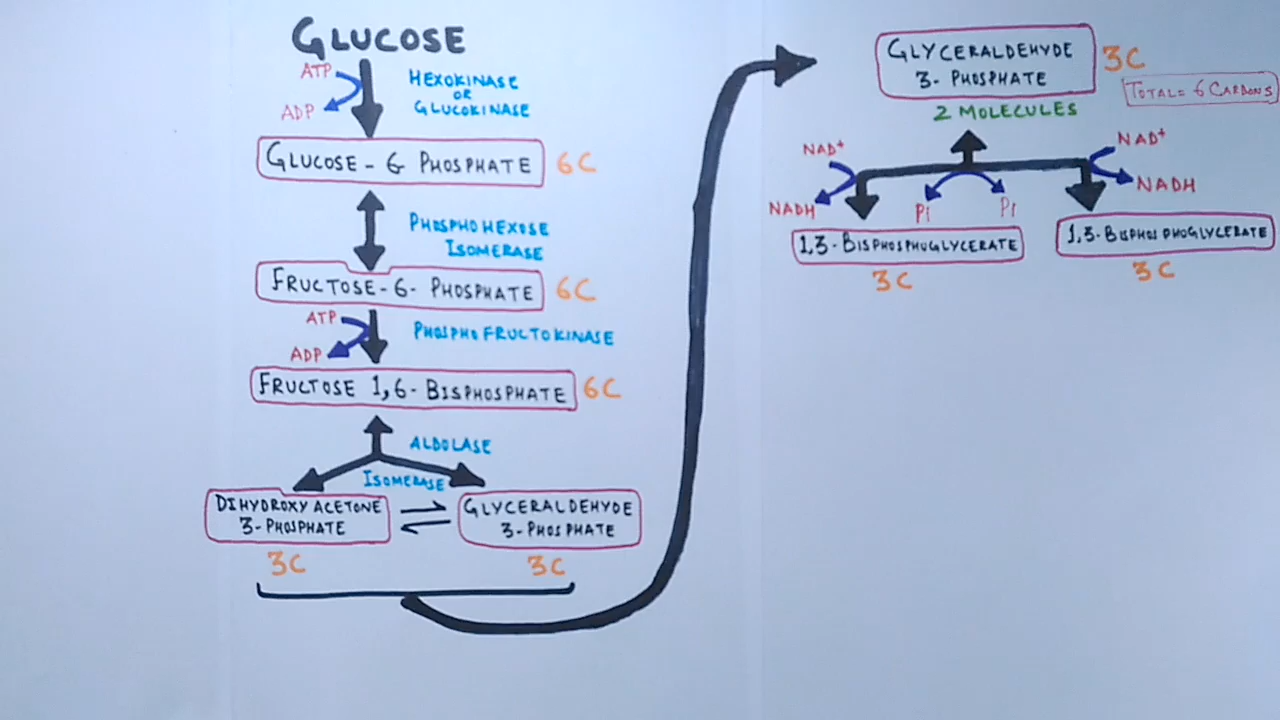 GLUCOSE
ATP
ADP
HEXOKINASE
OR
GLUCOKINASE
GLUCOSE - 6 PHOSPHATE 6C
PHOSPHOHEXOSE
ISOMERASE
FRUCTOSE - 6 - PHOSPHATE 6C
ATP
ADP
PHOSPHOFRUCTOKINASE
FRUCTOSE 1,6 - BISPHOSPHATE 6C
ALDOLASE
ISOMERASE
DIHYDROXY ACETONE
3-PHOSPHATE
3C
GLYCERALDEHYDE
3-PHOSPHATE
3C
GLYCERALDEHYDE
3-PHOSPHATE
3C
TOTAL = 6 CARBONS
2 MOLECULES
NAD+
NADH
Pi
Pi
NAD+
NADH
1,3-BISPHOSPHOGLYCERATE
3C
1,3-BISPHOSPHOGLYCERATE
3C